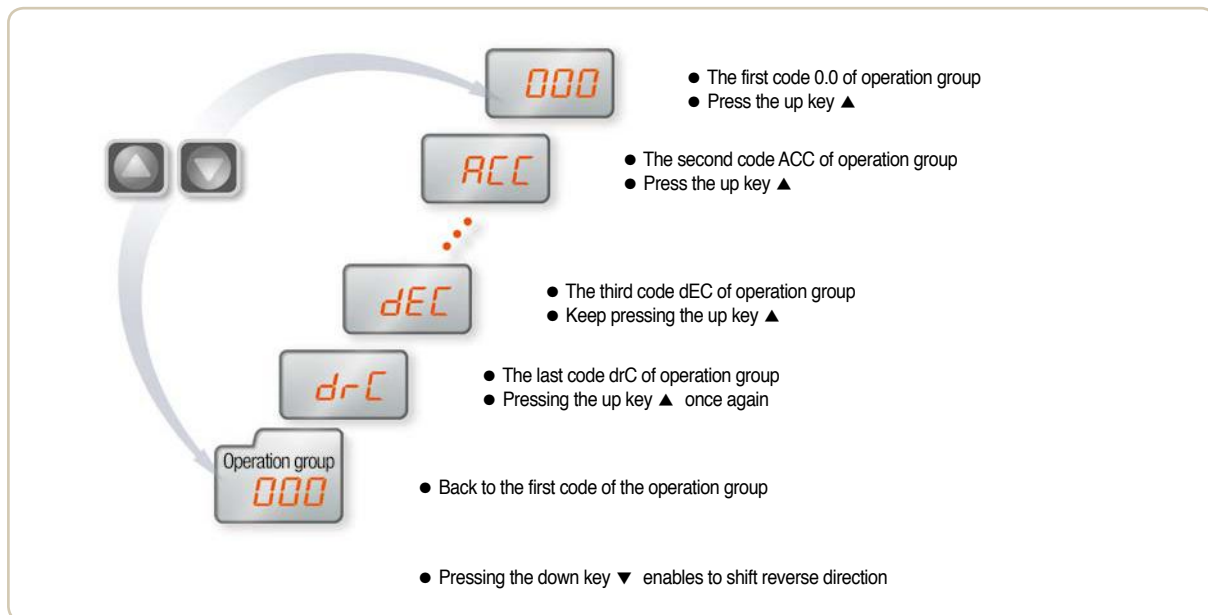 000
● The first code 0.0 of operation group
● Press the up key ▲
ACC
● The second code ACC of operation group
● Press the up key ▲
dEC
● The third code dEC of operation group
● Keep pressing the up key ▲
drC
● The last code drC of operation group
● Pressing the up key ▲ once again
Operation group
000
● Back to the first code of the operation group
● Pressing the down key ▼ enables to shift reverse direction